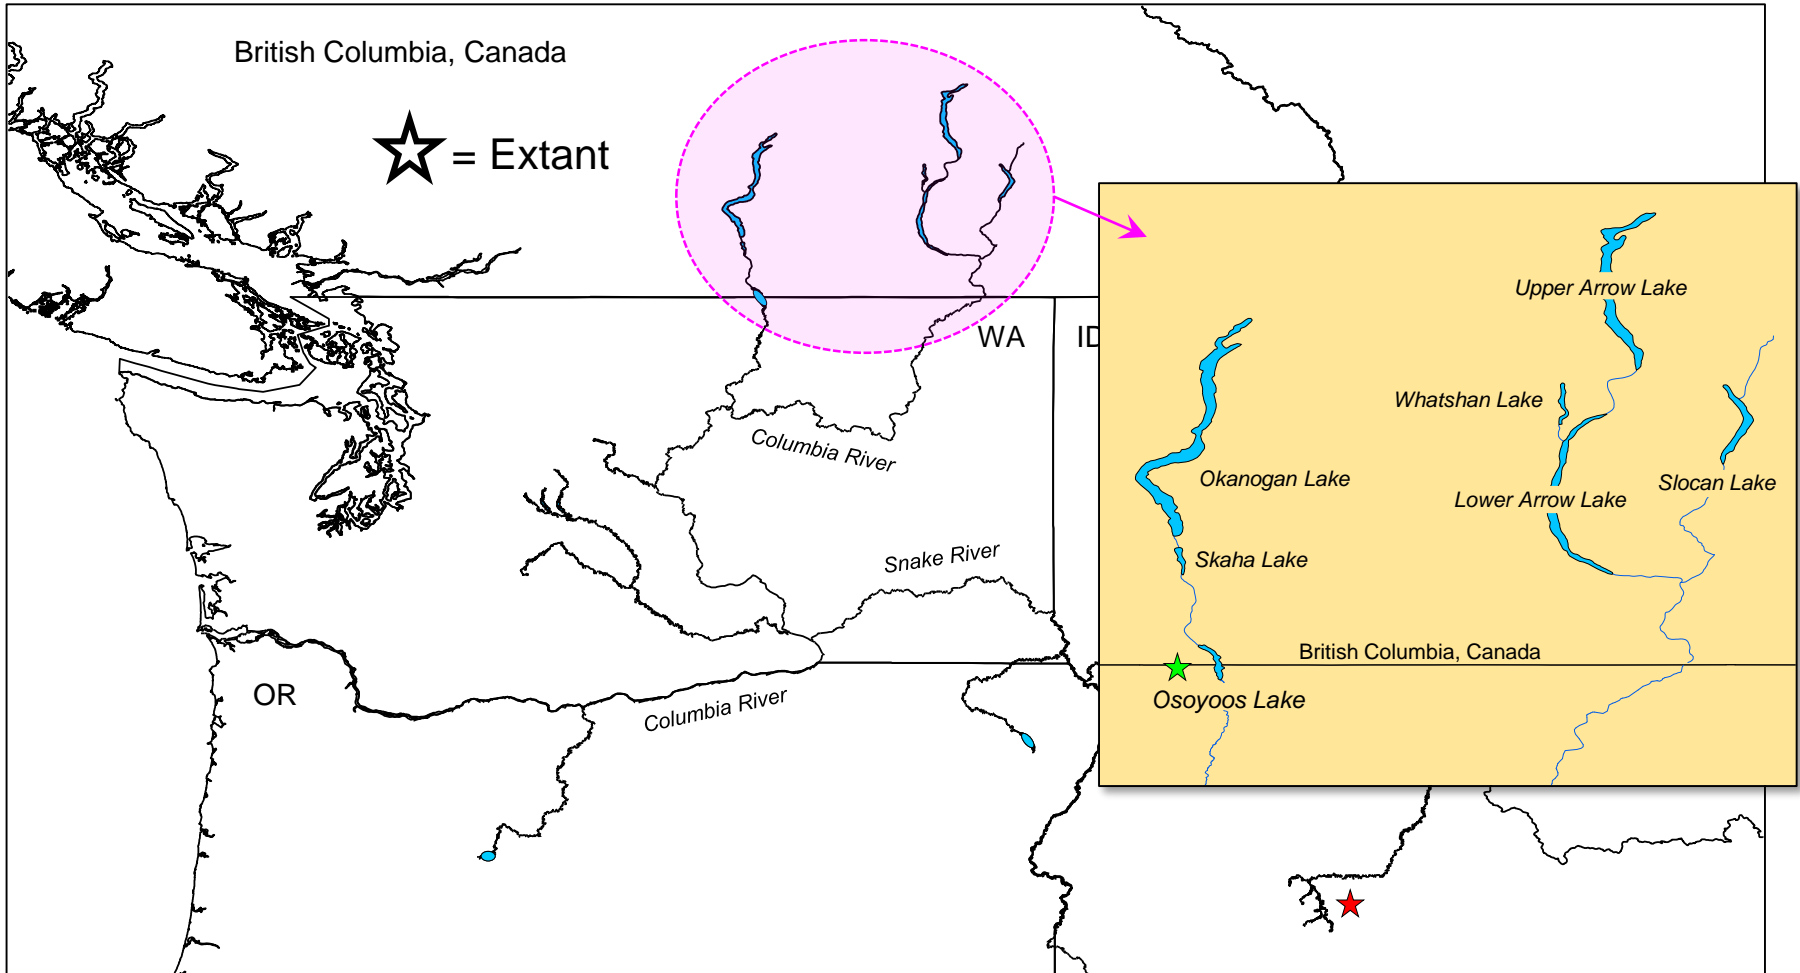 British Columbia, Canada
= Extant
WA
ID
Columbia River
Snake River
Columbia River
OR
Upper Arrow Lake
Whatshan Lake
Okanogan Lake
Slocan Lake
Lower Arrow Lake
Skaha Lake
British Columbia, Canada
Osoyoos Lake